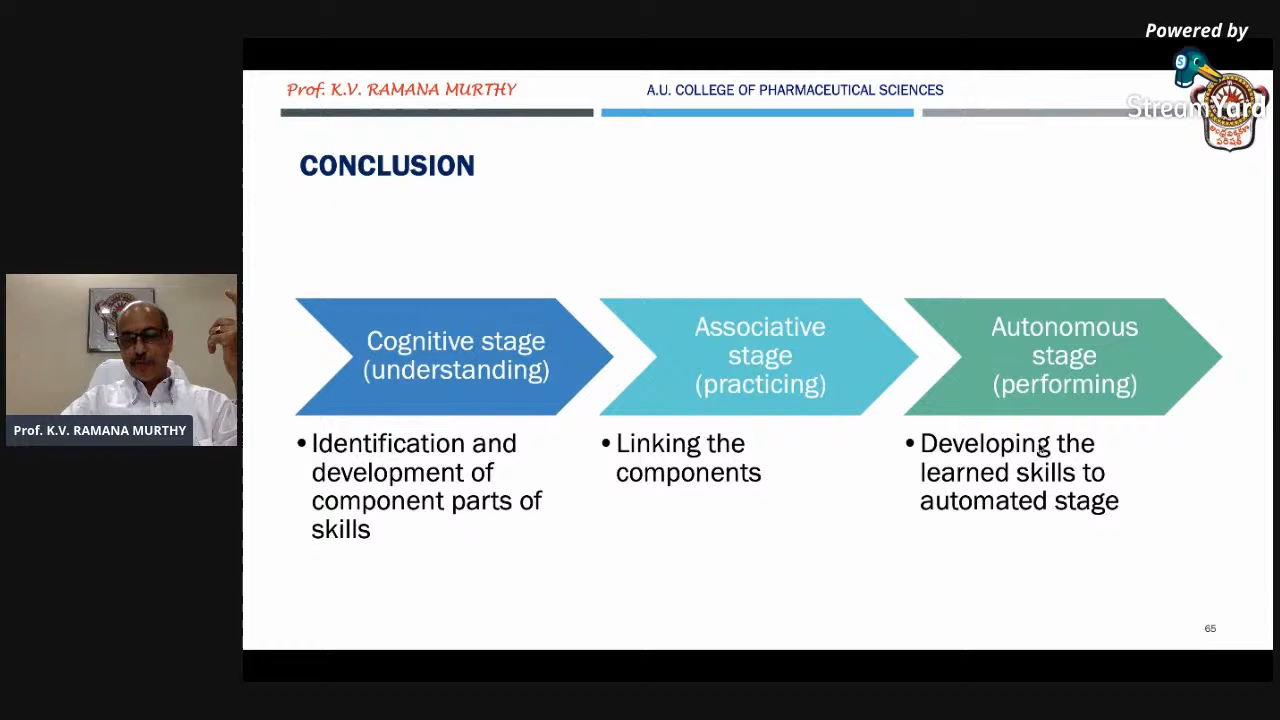 Powered by
StreamYard
Prof. K.V. RAMANA MURTHY
A.U. COLLEGE OF PHARMACEUTICAL SCIENCES
CONCLUSION
Cognitive stage
(understanding)
Associative
stage
(practicing)
Autonomous
stage
(performing)
• Identification and
development of
component parts of
skills
• Linking the
components
• Developing the
learned skills to
automated stage
Prof. K.V. RAMANA MURTHY
65